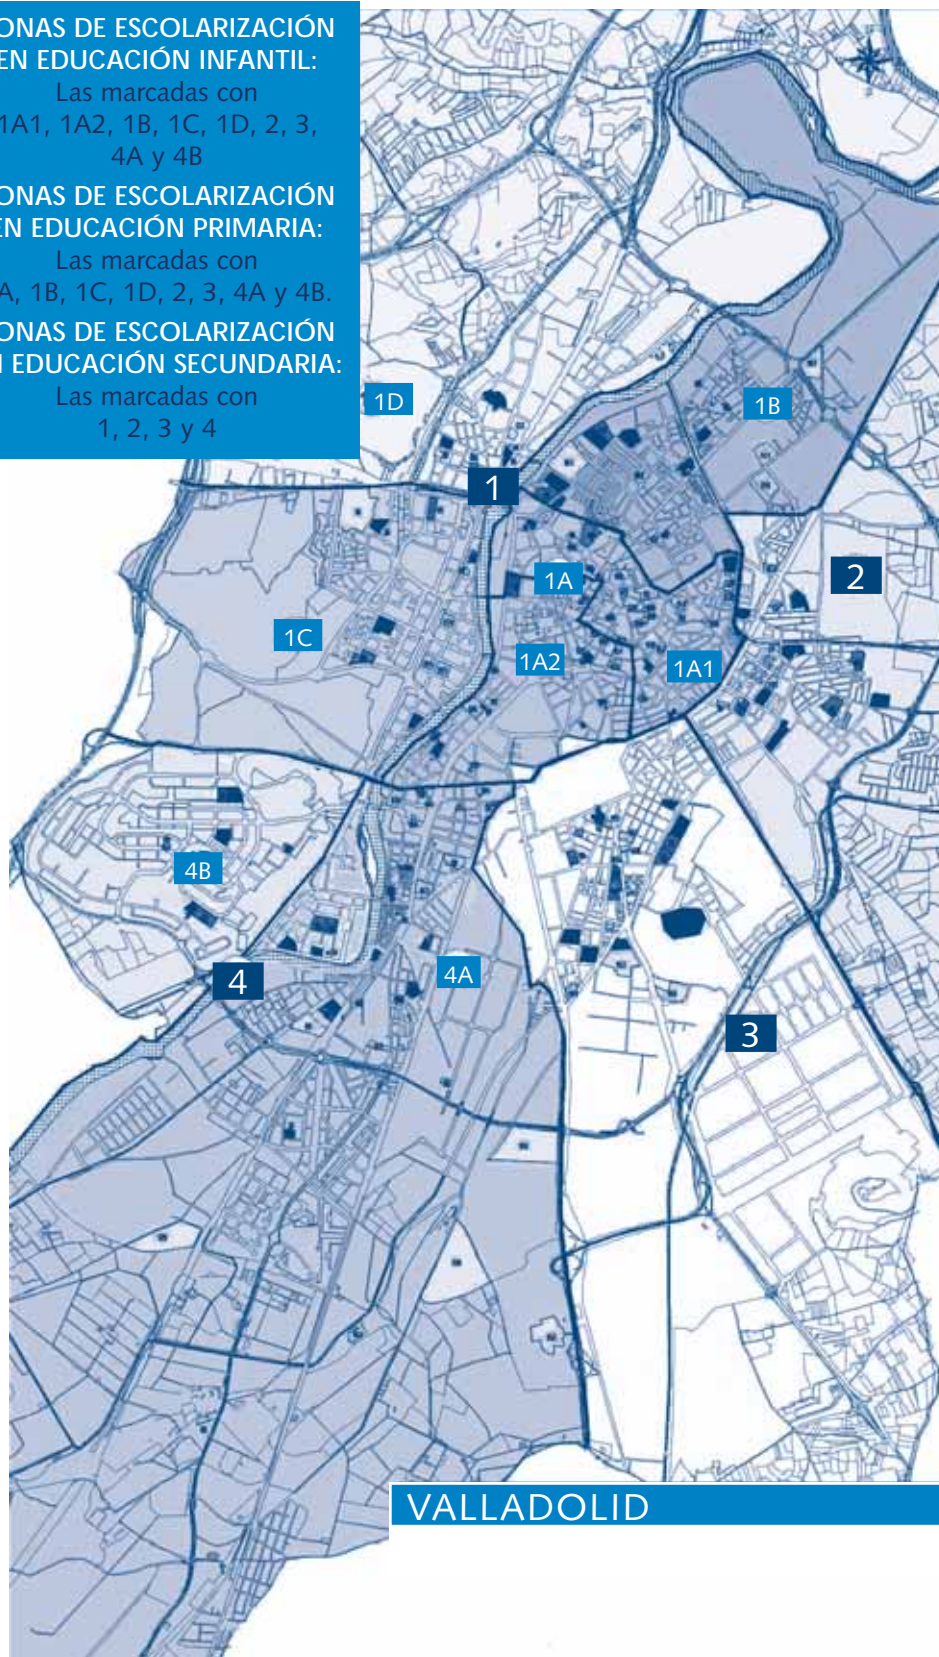 ONAS DE ESCOLARIZACIÓN
EN EDUCACIÓN INFANTIL:
Las marcadas con
1A1, 1A2, 1B, 1C, 1D, 2, 3,
4A y 4B
ONAS DE ESCOLARIZACIÓN
EN EDUCACIÓN PRIMARIA:
Las marcadas con
A, 1B, 1C, 1D, 2, 3, 4A y 4B.
ONAS DE ESCOLARIZACIÓN
N EDUCACIÓN SECUNDARIA:
Las marcadas con
1, 2, 3 y 4
1D
1B
1
1A
2
1C
1A2
1A1
4B
4
4A
3
VALLADOLID